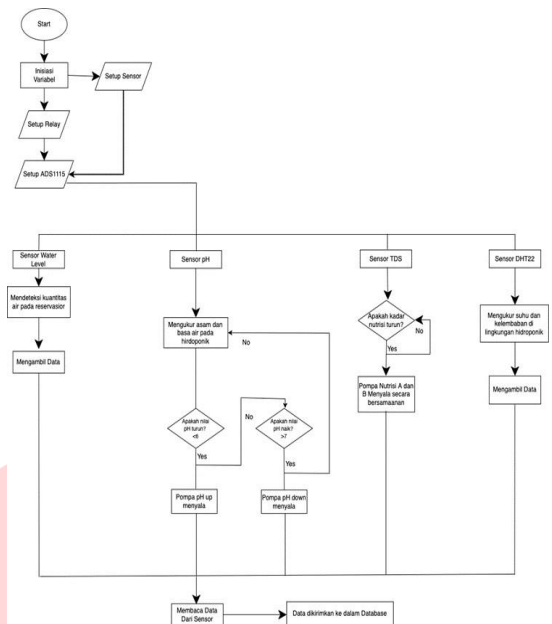 Start
Inisiasi
Variabel
Setup Sensor
Setup Relay
Setup ADS1115
Sensor Water
Level
Mendeteksi kuantitas
air pada reservasior
Mengambil Data
Sensor pH
Mengukur asam dan
basa air pada
hirdoponik
No
Apakah nilai
pH turun?
<6
Yes
No
Apakah nilai
pH naik?
>7
Yes
Pompa pH up
menyala
Pompa pH down
menyala
Sensor TDS
Apakah kadar
nutrisi turun?
No
Yes
Pompa Nutrisi A dan
B Menyala secara
bersamaanan
Sensor DHT22
Mengukur suhu dan
kelembaban di
lingkungan hidroponik
Mengambil Data
Membaca Data
Dari Sensor
Data dikirimkan ke dalam Database